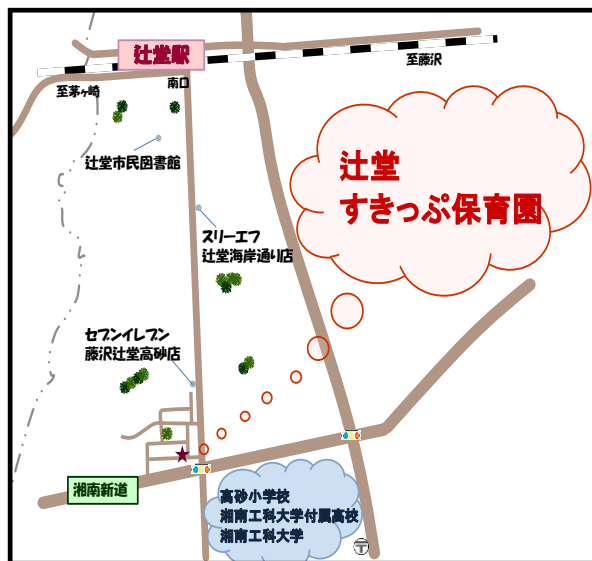 辻堂駅
至藤沢
至茅ヶ崎
南口
辻堂市民図書館
辻堂
すきっぷ保育園
スリーエフ
辻堂海岸通り店
セブンイレブン
藤沢辻堂高砂店
湘南新道
高砂小学校
湘南工科大学付属高校
湘南工科大学
〒